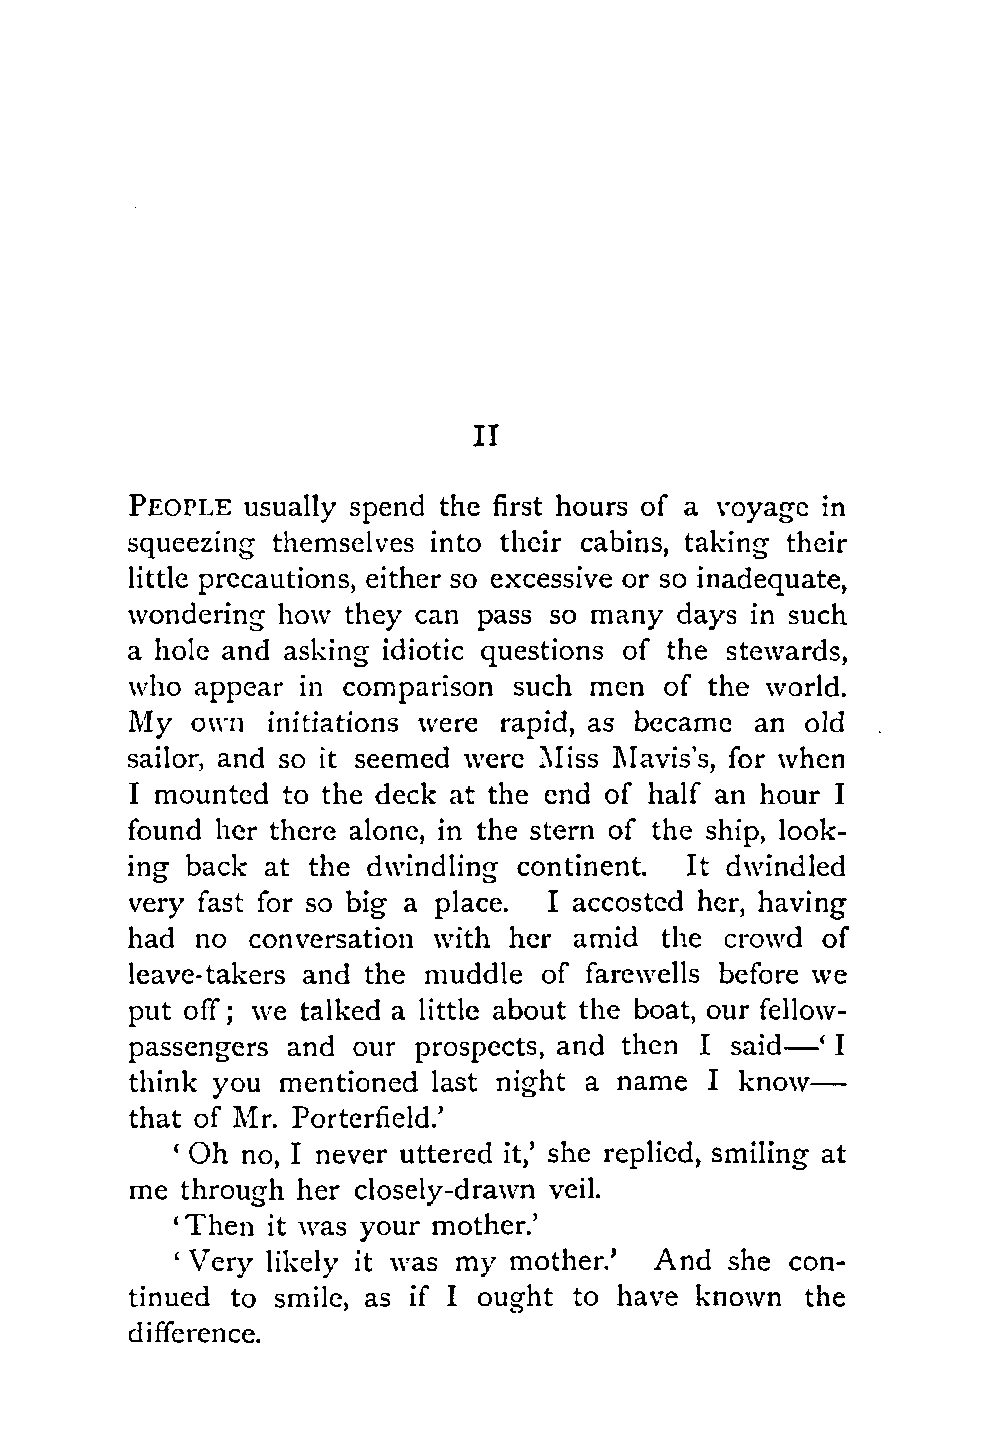 II
PEOPLE usually spend the first hours of a voyage in
squeezing themselves into their cabins, taking their
little precautions, either so excessive or so inadequate,
wondering how they can pass so many days in such
a hole and asking idiotic questions of the stewards,
who appear in comparison such men of the world.
My own initiations were rapid, as became an old
sailor, and so it seemed were Miss Mavis's, for when
I mounted to the deck at the end of half an hour I
found her there alone, in the stern of the ship, look-
ing back at the dwindling continent. It dwindled
very fast for so big a place. I accosted her, having
had no conversation with her amid the crowd of
leave-takers and the muddle of farewells before we
put off; we talked a little about the boat, our fellow-
passengers and our prospects, and then I said—‘I
think you mentioned last night a name I know—
that of Mr. Porterfield.’
‘Oh no, I never uttered it,’ she replied, smiling at
me through her closely-drawn veil.
‘Then it was your mother.’
‘Very likely it was my mother.’ And she con-
tinued to smile, as if I ought to have known the
difference.